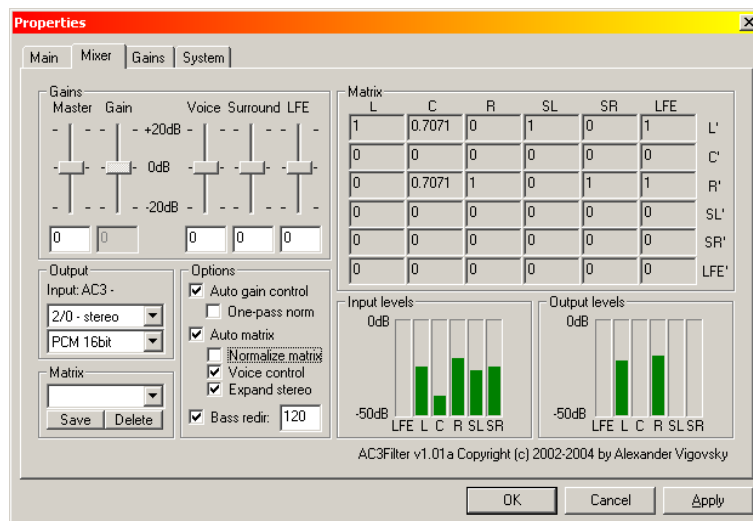 Properties
Main Mixer Gains System
Gains
Master Gain Voice Surround LFE
+20dB
0dB
-20dB
0 0 0 0 0
Matrix
L C R SL SR LFE
1 0.7071 0 1 0 1 L'
0 0 0 0 0 0 C'
0 0.7071 1 0 1 1 R'
0 0 0 0 0 0 SL'
0 0 0 0 0 0 SR'
0 0 0 0 0 0 LFE'
Output
Input: AC3 -
2/0 - stereo
PCM 16bit
Matrix
Save Delete
Options
Auto gain control
One-pass norm
Auto matrix
Normalize matrix
Voice control
Expand stereo
Bass redir: 120
Input levels
0dB
-50dB
LFE L C R SL SR
Output levels
0dB
-50dB
LFE L C R SL SR
AC3Filter v1.01a Copyright (c) 2002-2004 by Alexander Vigovsky
OK Cancel Apply